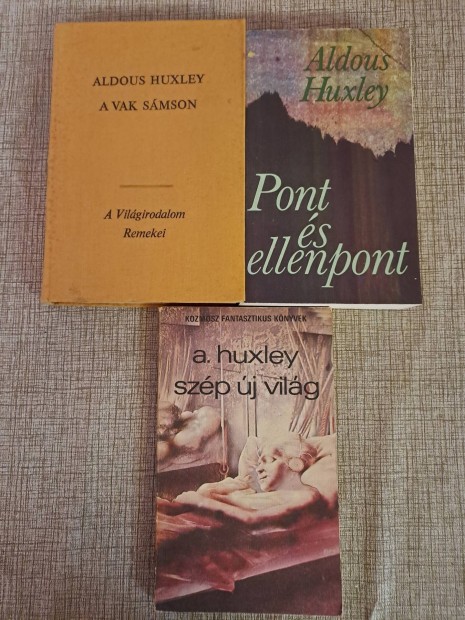 ALDOUS HUXLEY
A VAK SÁMSON
A Világirodalom
Remekei
Aldous
Huxley
Pont
és
ellenpont
KOZMOSZ FANTASZTIKUS KÖNYVEK
a. huxley
szép új világ